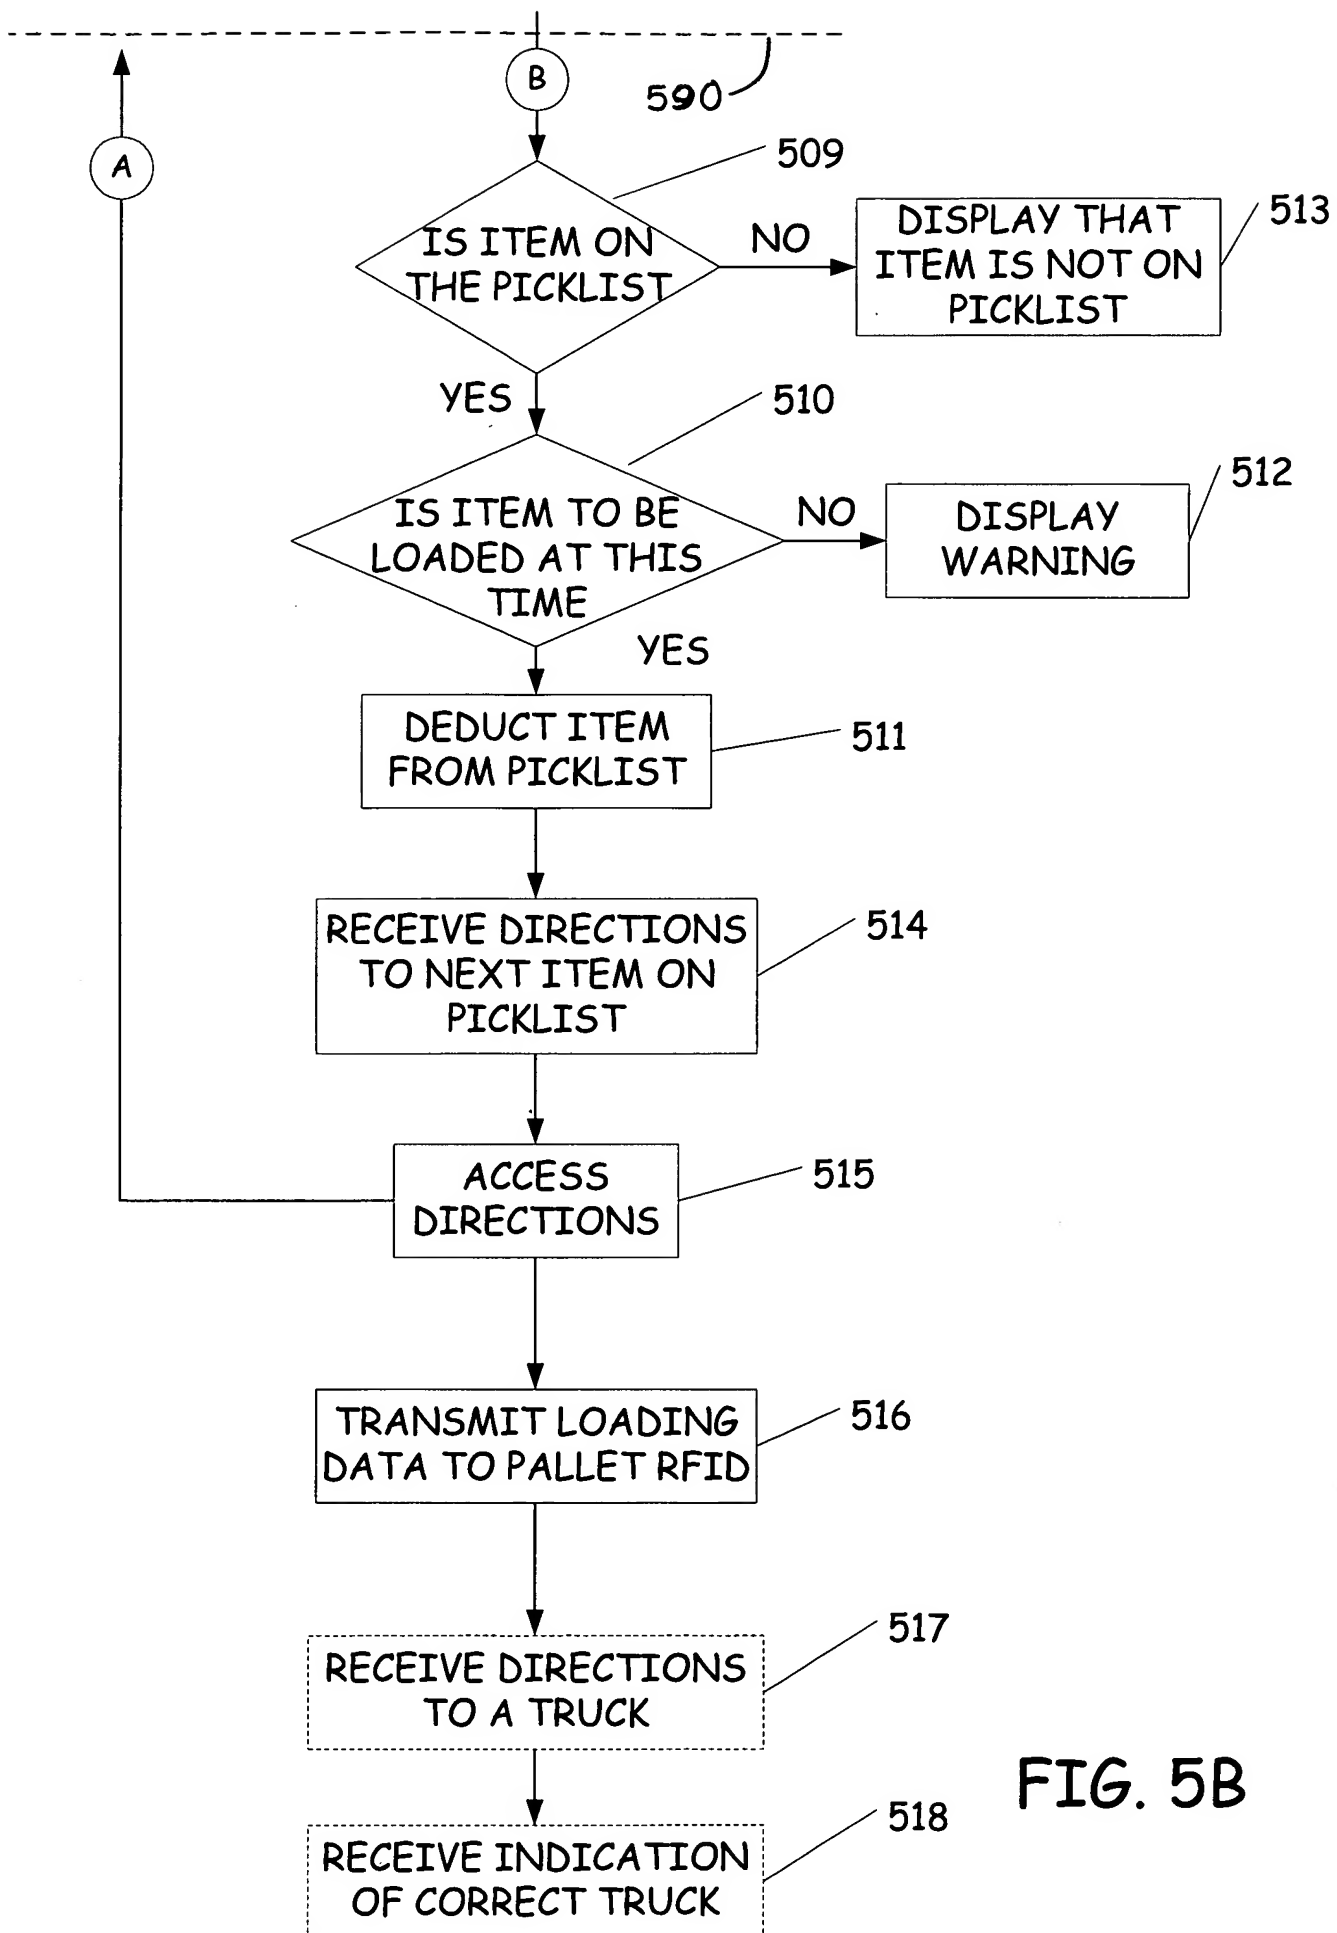 B
590
A
509
IS ITEM ON
THE PICKLIST
NO
DISPLAY THAT
ITEM IS NOT ON
PICKLIST
513
YES
510
IS ITEM TO BE
LOADED AT THIS
TIME
NO
DISPLAY
WARNING
512
YES
DEDUCT ITEM
FROM PICKLIST
511
RECEIVE DIRECTIONS
TO NEXT ITEM ON
PICKLIST
514
ACCESS
DIRECTIONS
515
TRANSMIT LOADING
DATA TO PALLET RFID
516
RECEIVE DIRECTIONS
TO A TRUCK
517
RECEIVE INDICATION
OF CORRECT TRUCK
518
FIG. 5B